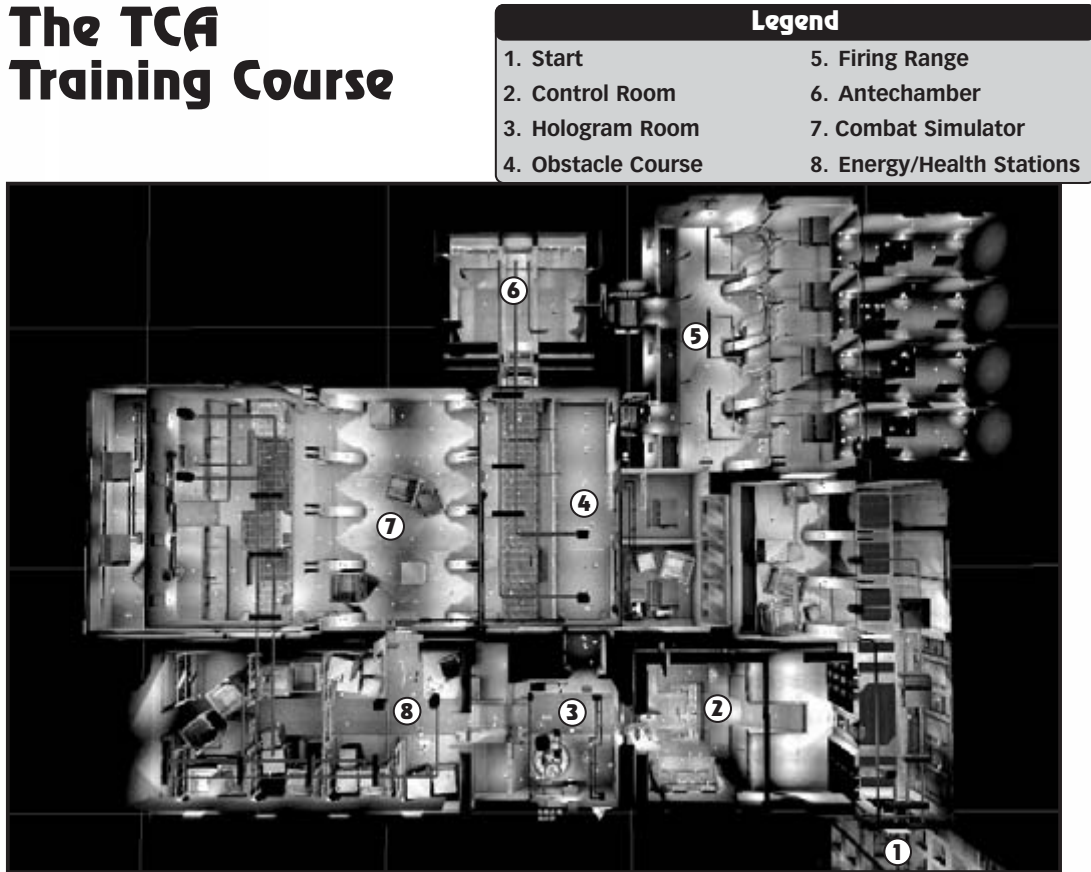 The TCA
Training Course
Legend
1. Start
2. Control Room
3. Hologram Room
4. Obstacle Course
5. Firing Range
6. Antechamber
7. Combat Simulator
8. Energy/Health Stations
6
5
4
7
8
3
2
1